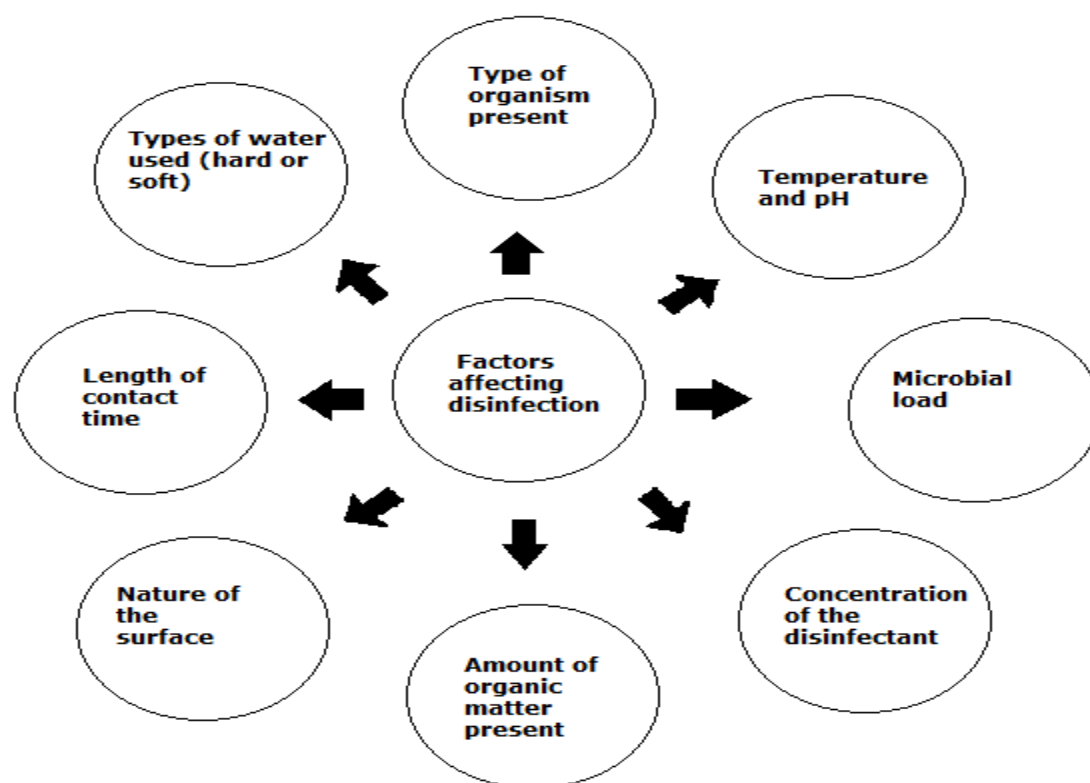 Type of
organism
present
Types of water
used (hard or
soft)
Temperature
and pH
Length of
contact
time
Factors
affecting
disinfection
Microbial
load
Nature of
the
surface
Concentration
of the
disinfectant
Amount of
organic
matter
present